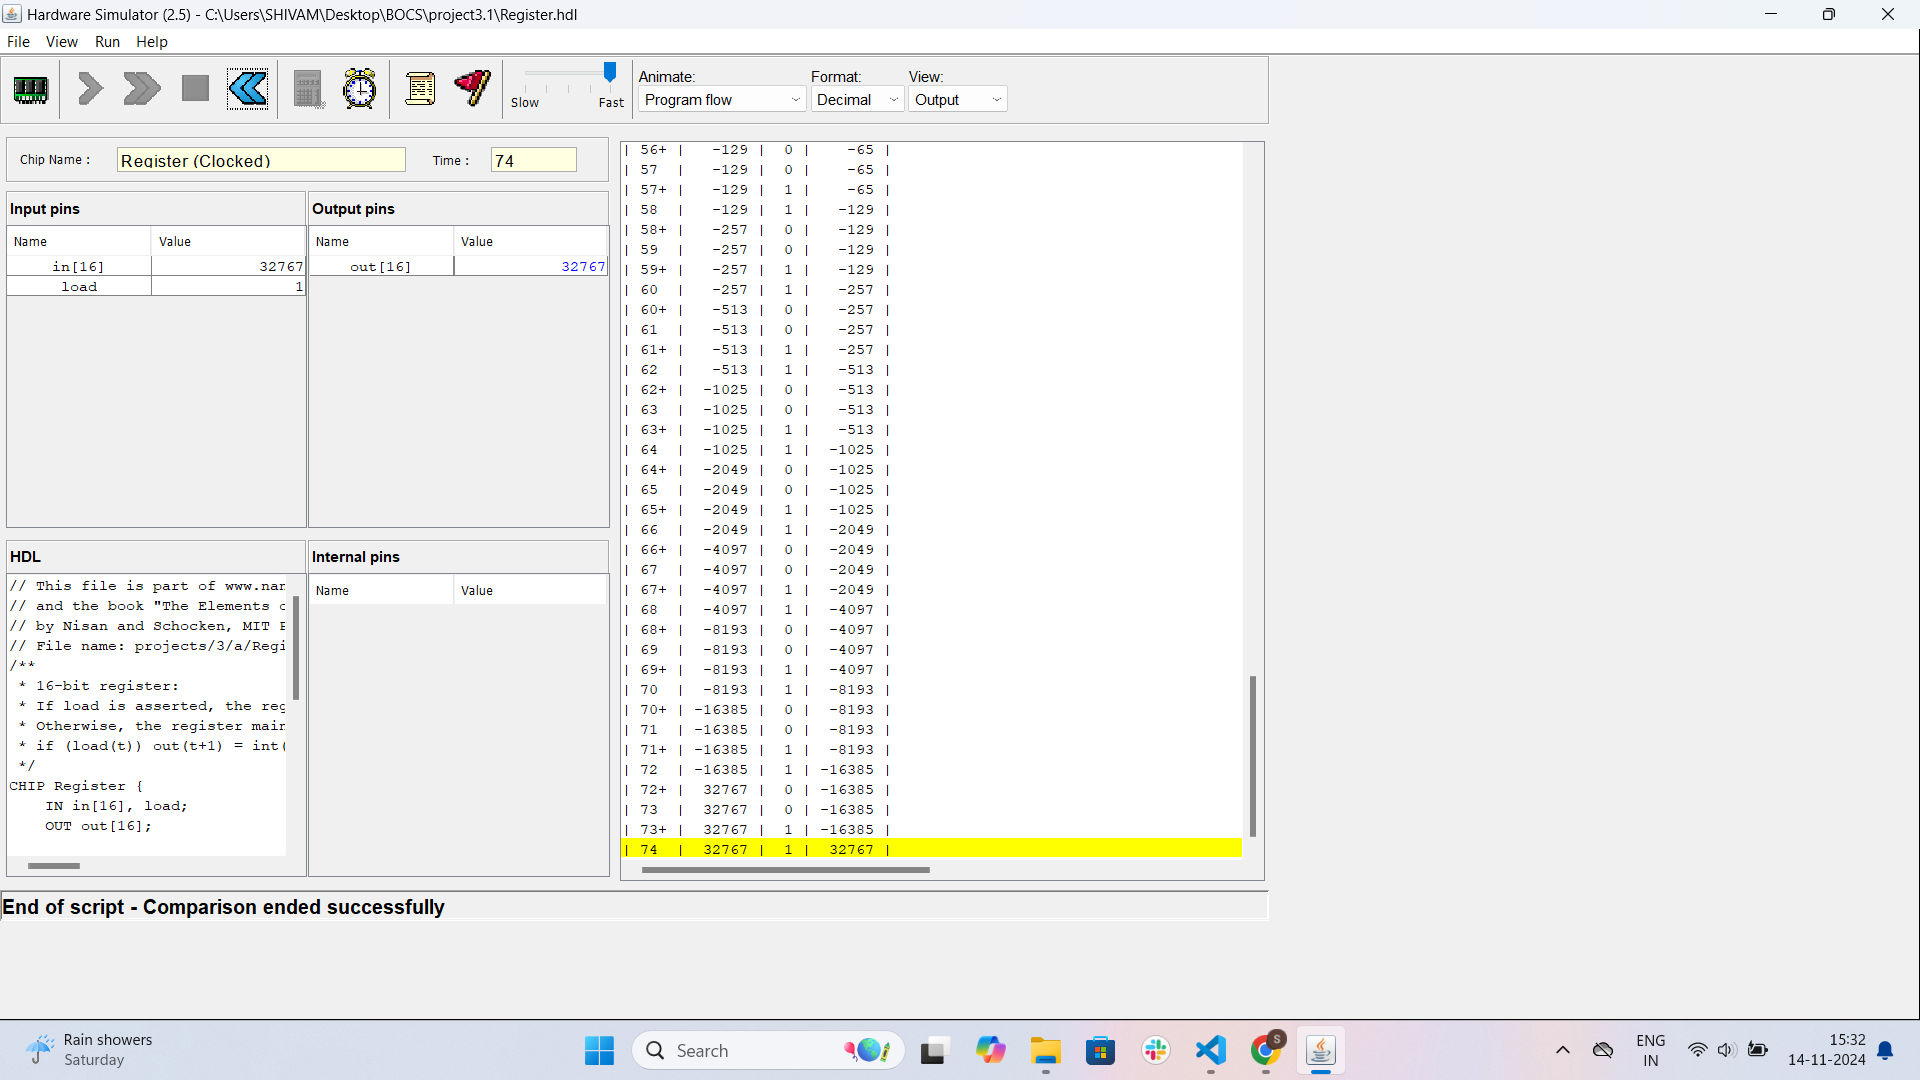 Hardware Simulator (2.5) - C:\Users\SHIVAM\Desktop\BOCS\project3.1\Register.hdl
File View Run Help
Slow Fast
Animate: Format: View:
Program flow Decimal Output
Chip Name : Register (Clocked) Time : 74
Input pins
Name Value
in[16] 32767
load 1
Output pins
Name Value
out[16] 32767
HDL
// This file is part of www.nan
// and the book "The Elements o
// by Nisan and Schocken, MIT P
// File name: projects/3/a/Regi
/**
* 16-bit register:
* If load is asserted, the reg
* Otherwise, the register main
* if (load(t)) out(t+1) = int(
*/
CHIP Register {
IN in[16], load;
OUT out[16];
Internal pins
Name Value
| 56+ | -129 | 0 | -65 |
| 57 | -129 | 0 | -65 |
| 57+ | -129 | 1 | -65 |
| 58 | -129 | 1 | -129 |
| 58+ | -257 | 0 | -129 |
| 59 | -257 | 0 | -129 |
| 59+ | -257 | 1 | -129 |
| 60 | -257 | 1 | -257 |
| 60+ | -513 | 0 | -257 |
| 61 | -513 | 0 | -257 |
| 61+ | -513 | 1 | -257 |
| 62 | -513 | 1 | -513 |
| 62+ | -1025 | 0 | -513 |
| 63 | -1025 | 0 | -513 |
| 63+ | -1025 | 1 | -513 |
| 64 | -1025 | 1 | -1025 |
| 64+ | -2049 | 0 | -1025 |
| 65 | -2049 | 0 | -1025 |
| 65+ | -2049 | 1 | -1025 |
| 66 | -2049 | 1 | -2049 |
| 66+ | -4097 | 0 | -2049 |
| 67 | -4097 | 0 | -2049 |
| 67+ | -4097 | 1 | -2049 |
| 68 | -4097 | 1 | -4097 |
| 68+ | -8193 | 0 | -4097 |
| 69 | -8193 | 0 | -4097 |
| 69+ | -8193 | 1 | -4097 |
| 70 | -8193 | 1 | -8193 |
| 70+ | -16385 | 0 | -8193 |
| 71 | -16385 | 0 | -8193 |
| 71+ | -16385 | 1 | -8193 |
| 72 | -16385 | 1 | -16385 |
| 72+ | 32767 | 0 | -16385 |
| 73 | 32767 | 0 | -16385 |
| 73+ | 32767 | 1 | -16385 |
| 74 | 32767 | 1 | 32767 |
End of script - Comparison ended successfully
Rain showers
Saturday
Search
S
ENG
IN
15:32
14-11-2024